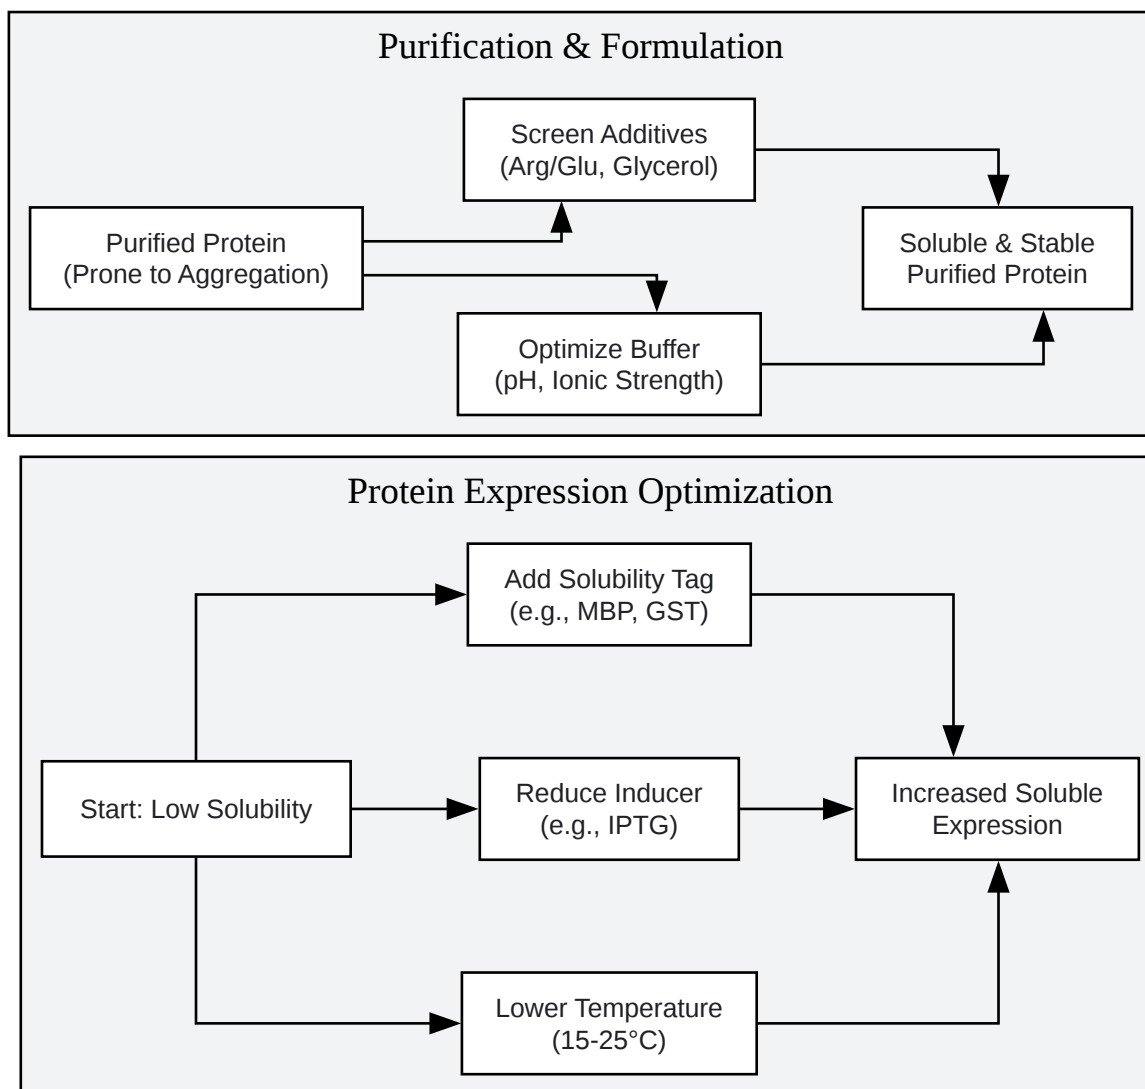 Purification & Formulation
Screen Additives
(Arg/Glu, Glycerol)
Purified Protein
(Prone to Aggregation)
Soluble & Stable
Purified Protein
Optimize Buffer
(pH, Ionic Strength)
Protein Expression Optimization
Add Solubility Tag
(e.g., MBP, GST)
Start: Low Solubility
Reduce Inducer
(e.g., IPTG)
Increased Soluble
Expression
Lower Temperature
(15-25°C)